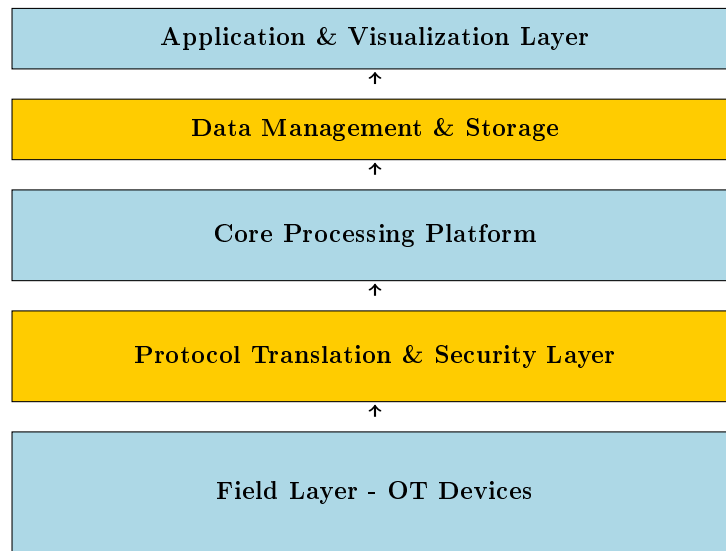 Application & Visualization Layer
Data Management & Storage
Core Processing Platform
Protocol Translation & Security Layer
Field Layer - OT Devices